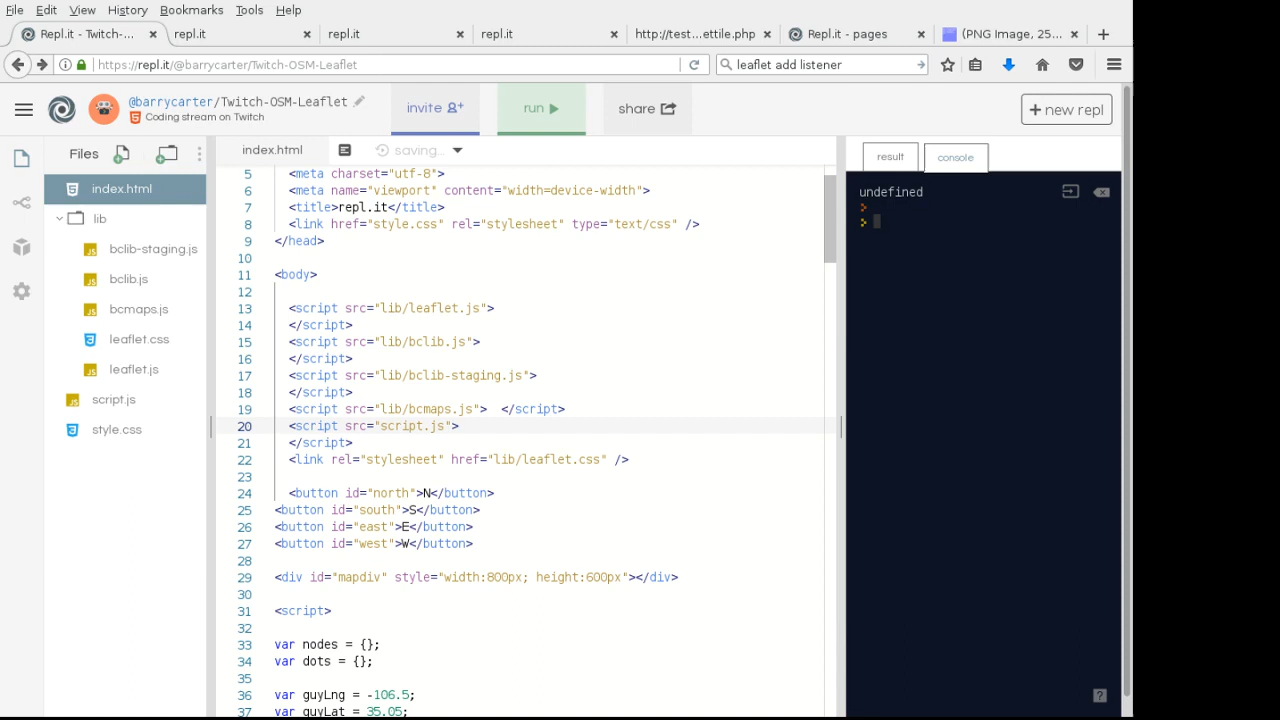 File Edit View History Bookmarks Tools Help
Repl.it - Twitch-... × repl.it × repl.it × repl.it × http://test...ettile.php × Repl.it - pages × (PNG Image, 25... × +
https://repl.it/@barrycarter/Twitch-OSM-Leaflet leaflet add listener
@barrycarter/Twitch-OSM-Leaflet
Coding stream on Twitch
invite run share + new repl
Files
index.html
lib
bclib-staging.js
bclib.js
bcmaps.js
leaflet.css
leaflet.js
script.js
style.css
index.html saving...
5 <meta charset="utf-8">
6 <meta name="viewport" content="width=device-width">
7 <title>repl.it</title>
8 <link href="style.css" rel="stylesheet" type="text/css" />
9 </head>
10
11 <body>
12
13 <script src="lib/leaflet.js">
14 </script>
15 <script src="lib/bclib.js">
16 </script>
17 <script src="lib/bclib-staging.js">
18 </script>
19 <script src="lib/bcmaps.js"> </script>
20 <script src="script.js">
21 </script>
22 <link rel="stylesheet" href="lib/leaflet.css" />
23
24 <button id="north">N</button>
25 <button id="south">S</button>
26 <button id="east">E</button>
27 <button id="west">W</button>
28
29 <div id="mapdiv" style="width:800px; height:600px"></div>
30
31 <script>
32
33 var nodes = {};
34 var dots = {};
35
36 var guyLng = -106.5;
37 var guyLat = 35.05;
result console
undefined
>
>
?